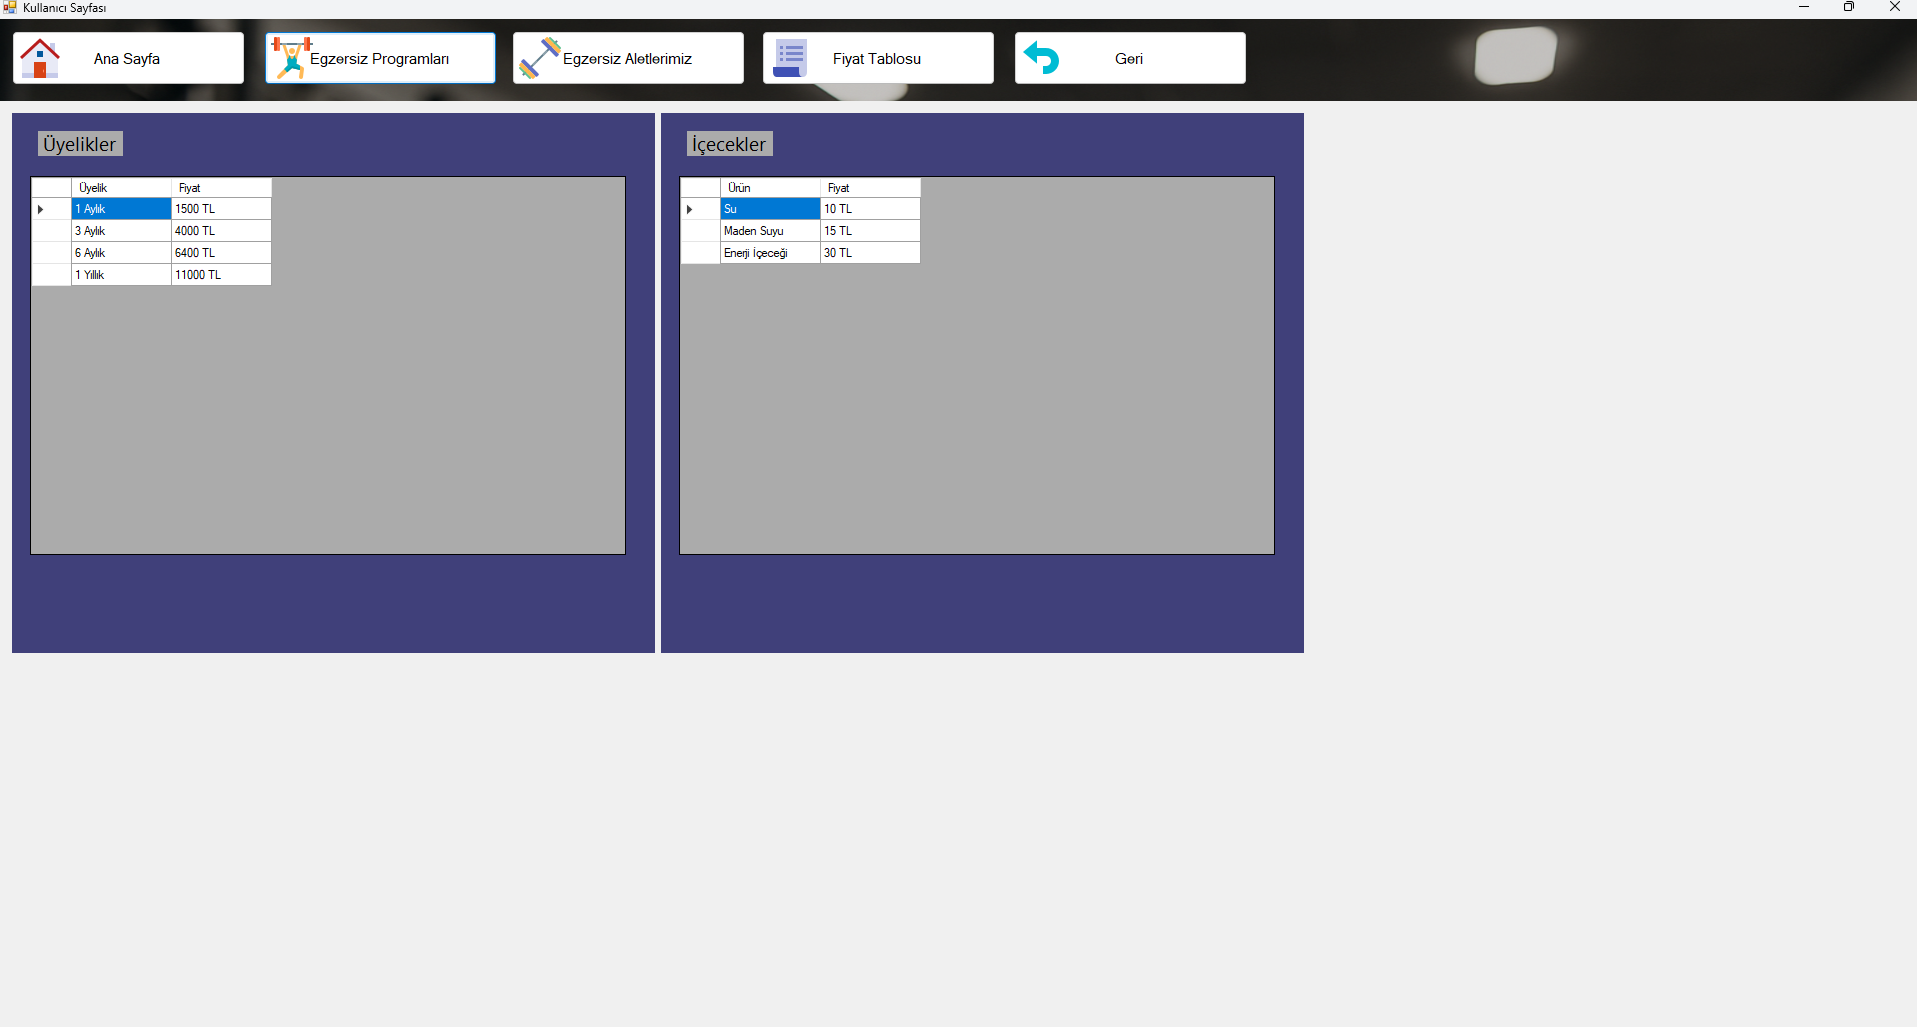 Kullanıcı Sayfası
Ana Sayfa
Egzersiz Programları
Egzersiz Aletlerimiz
Fiyat Tablosu
Geri
Üyelikler
Üyelik Fiyat
1 Aylık 1500 TL
3 Aylık 4000 TL
6 Aylık 6400 TL
1 Yıllık 11000 TL
İçecekler
Ürün Fiyat
Su 10 TL
Maden Suyu 15 TL
Enerji İçeceği 30 TL